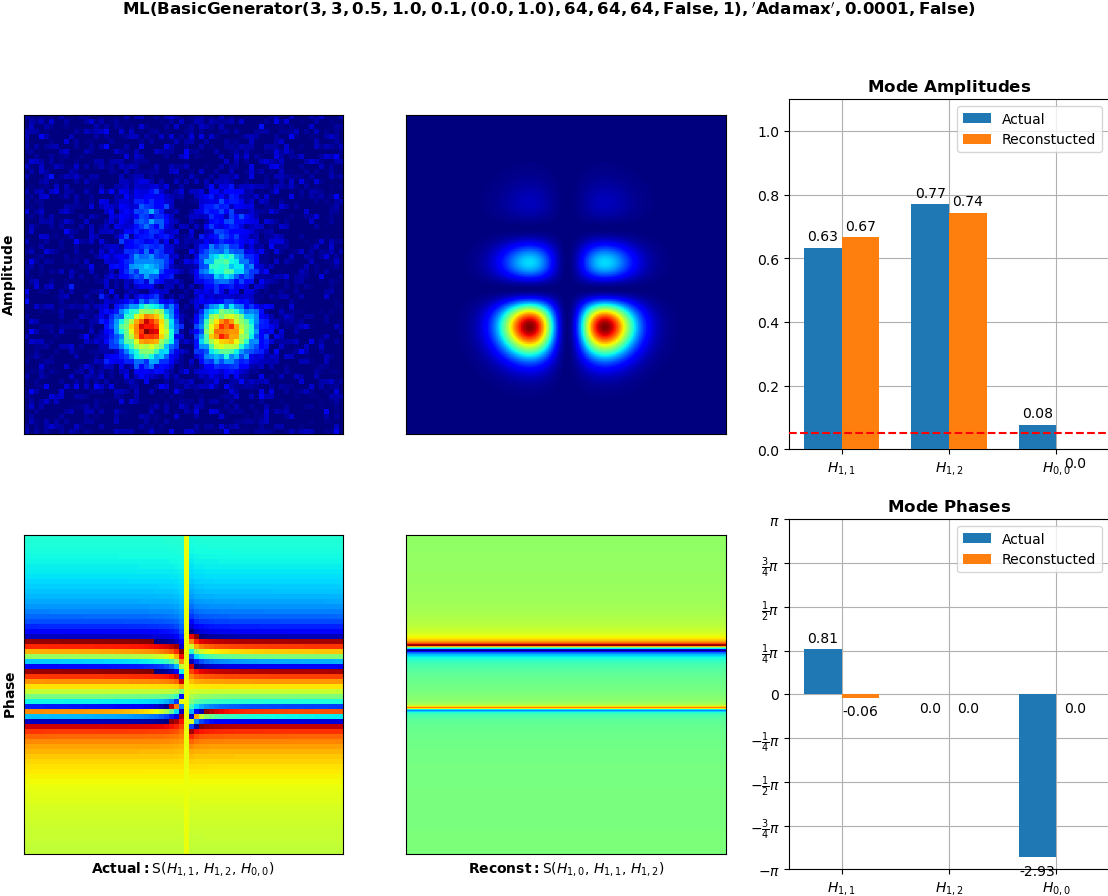 ML(BasicGenerator(3, 3, 0.5, 1.0, 0.1, (0.0, 1.0), 64, 64, 64, False, 1), ′Adamax′, 0.0001, False)
Amplitude
Mode Amplitudes
Actual
Reconstucted
1.0
0.8
0.6
0.4
0.2
0.0
0.63
0.67
0.77
0.74
0.08
0.0
H1,1
H1,2
H0,0
Phase
Actual: S(H1,1, H1,2, H0,0)
Reconst: S(H1,0, H1,1, H1,2)
Mode Phases
Actual
Reconstucted
π
3/4π
1/2π
1/4π
0
−1/4π
−1/2π
−3/4π
−π
0.81
-0.06
0.0
0.0
-2.93
0.0
H1,1
H1,2
H0,0